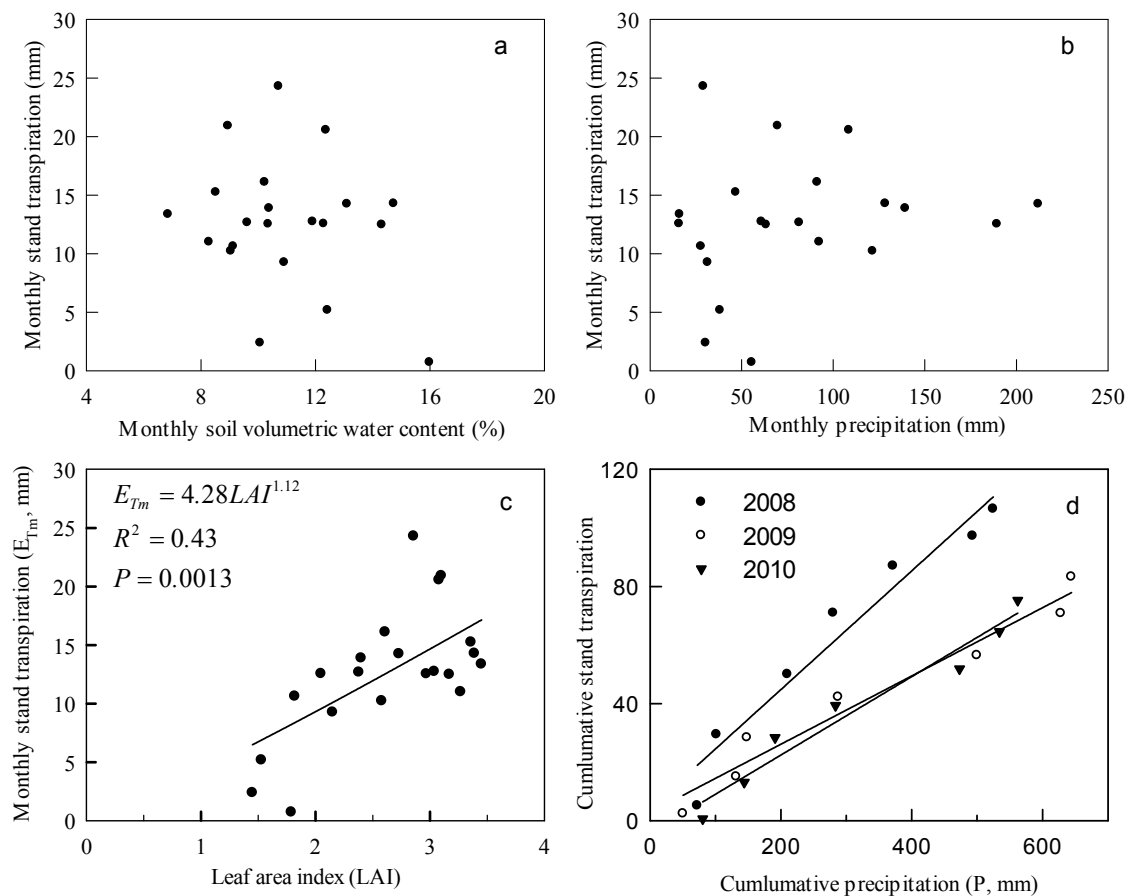 30
25
20
15
10
5
0
Monthly stand transpiration (mm)
a
4 8 12 16 20
Monthly soil volumetric water content (%)
30
25
20
15
10
5
0
Monthly stand transpiration (mm)
b
0 50 100 150 200 250
Monthly precipitation (mm)
30
25
20
15
10
5
0
Monthly stand transpiration (E_Tm, mm)
E_Tm = 4.28LAI^1.12
R^2 = 0.43
P = 0.0013
c
0 1 2 3 4
Leaf area index (LAI)
120
80
40
0
Cumlumative stand transpiration
2008
2009
2010
d
0 200 400 600
Cumlumative precipitation (P, mm)